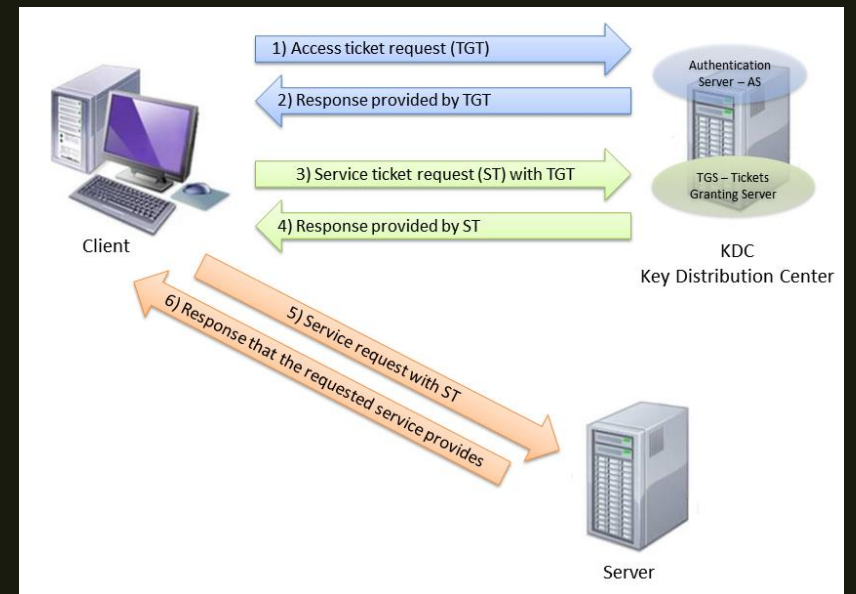 1) Access ticket request (TGT)
2) Response provided by TGT
Authentication
Server – AS
3) Service ticket request (ST) with TGT
4) Response provided by ST
TGS – Tickets
Granting Server
Client
KDC
Key Distribution Center
5) Service request with ST
6) Response that the requested service provides
Server